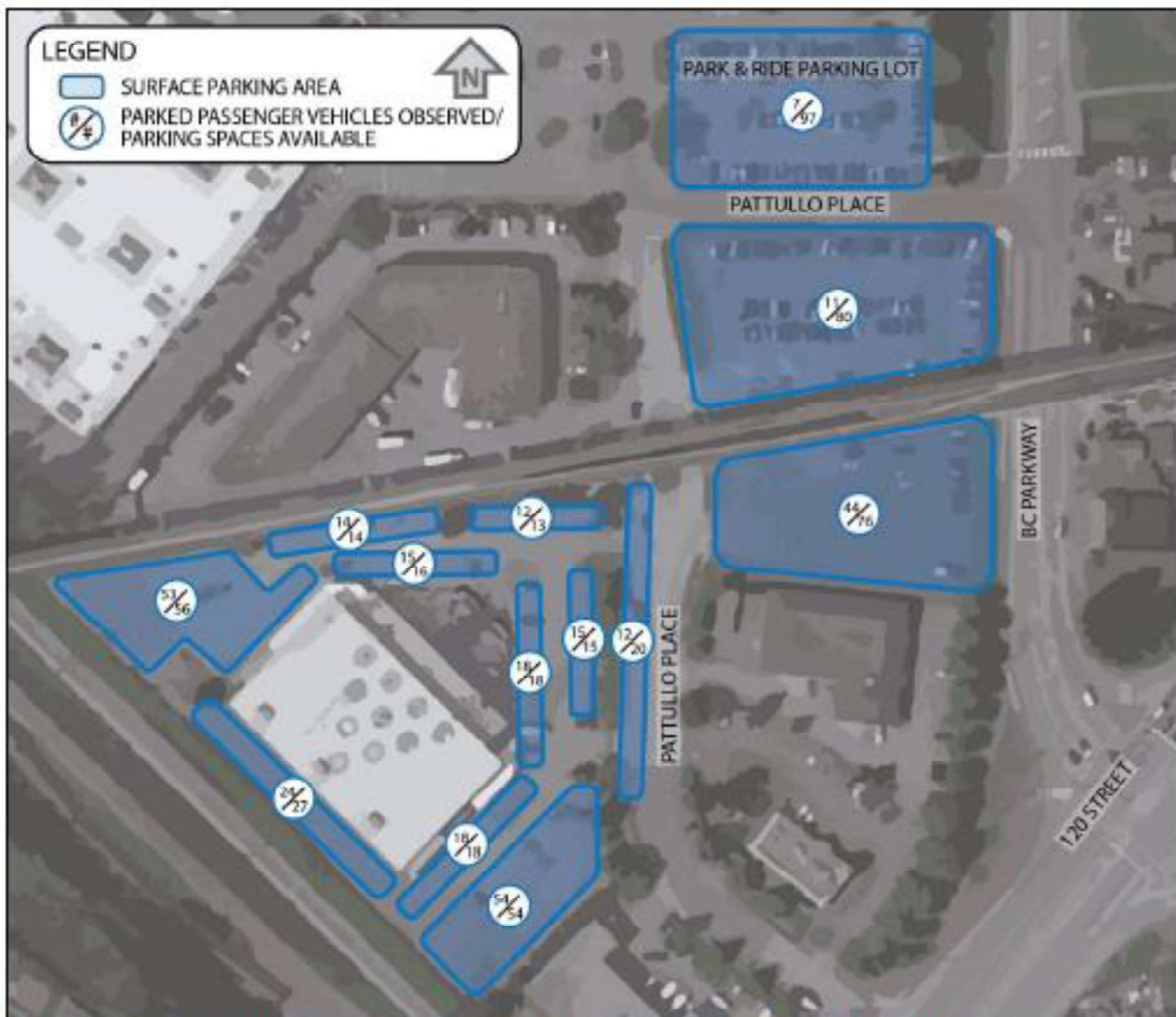 LEGEND
N
SURFACE PARKING AREA
#/#
PARKED PASSENGER VEHICLES OBSERVED/
PARKING SPACES AVAILABLE
PARK & RIDE PARKING LOT
7/97
PATTULLO PLACE
11/80
BC PARKWAY
44/76
14/14
12/13
15/16
53/56
15/15
12/20
18/18
PATTULLO PLACE
24/27
18/18
54/54
120 STREET